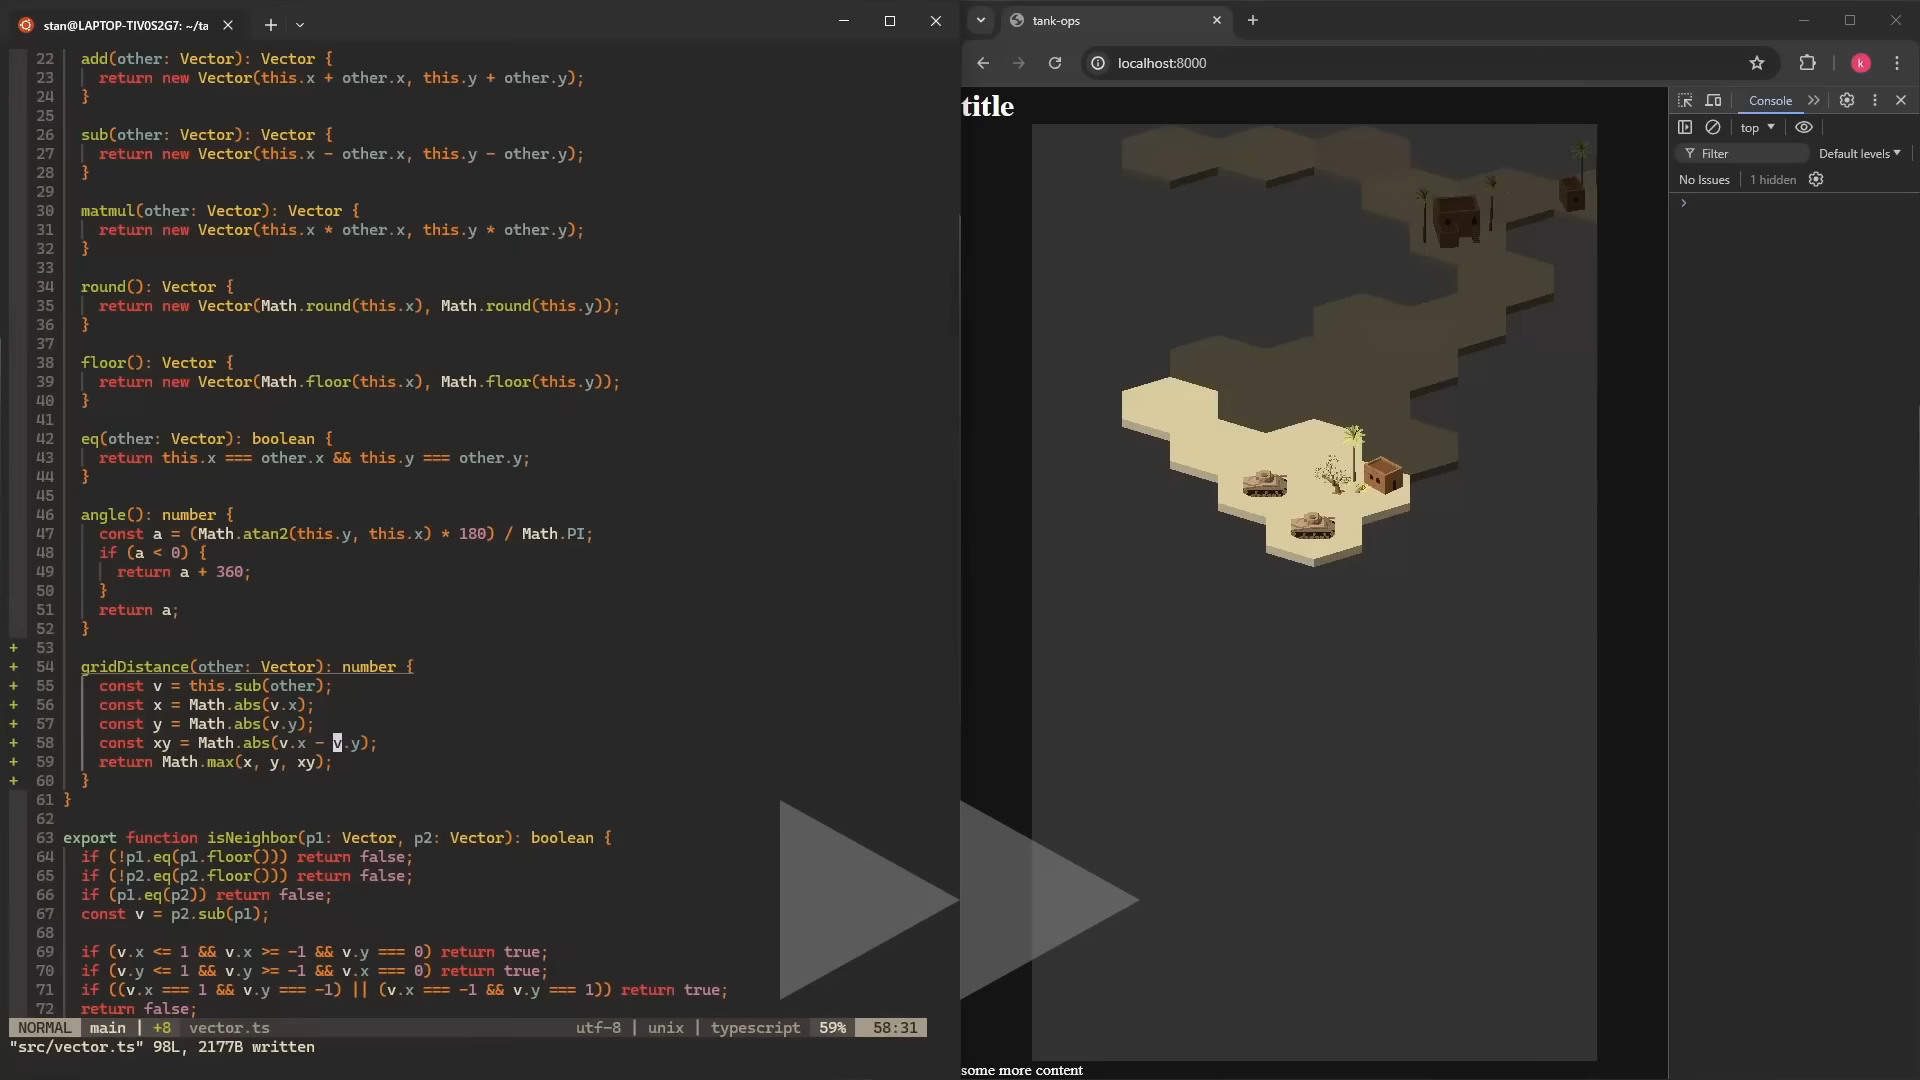 stan@LAPTOP-TIV0S2G7: ~/ta
22 add(other: Vector): Vector {
23 return new Vector(this.x + other.x, this.y + other.y);
24 }
25
26 sub(other: Vector): Vector {
27 return new Vector(this.x - other.x, this.y - other.y);
28 }
29
30 matmul(other: Vector): Vector {
31 return new Vector(this.x * other.x, this.y * other.y);
32 }
33
34 round(): Vector {
35 return new Vector(Math.round(this.x), Math.round(this.y));
36 }
37
38 floor(): Vector {
39 return new Vector(Math.floor(this.x), Math.floor(this.y));
40 }
41
42 eq(other: Vector): boolean {
43 return this.x === other.x && this.y === other.y;
44 }
45
46 angle(): number {
47 const a = (Math.atan2(this.y, this.x) * 180) / Math.PI;
48 if (a < 0) {
49 return a + 360;
50 }
51 return a;
52 }
+ 53
+ 54 gridDistance(other: Vector): number {
+ 55 const v = this.sub(other);
+ 56 const x = Math.abs(v.x);
+ 57 const y = Math.abs(v.y);
+ 58 const xy = Math.abs(v.x - v.y);
+ 59 return Math.max(x, y, xy);
+ 60 }
61 }
62
63 export function isNeighbor(p1: Vector, p2: Vector): boolean {
64 if (!p1.eq(p1.floor())) return false;
65 if (!p2.eq(p2.floor())) return false;
66 if (p1.eq(p2)) return false;
67 const v = p2.sub(p1);
68
69 if (v.x <= 1 && v.x >= -1 && v.y === 0) return true;
70 if (v.y <= 1 && v.y >= -1 && v.x === 0) return true;
71 if ((v.x === 1 && v.y === -1) || (v.x === -1 && v.y === 1)) return true;
72 return false;
NORMAL main | +8 vector.ts utf-8 | unix | typescript 59% 58:31
"src/vector.ts" 98L, 2177B written
tank-ops
localhost:8000
k
title
some more content
Console
top
Filter
Default levels
No Issues
1 hidden